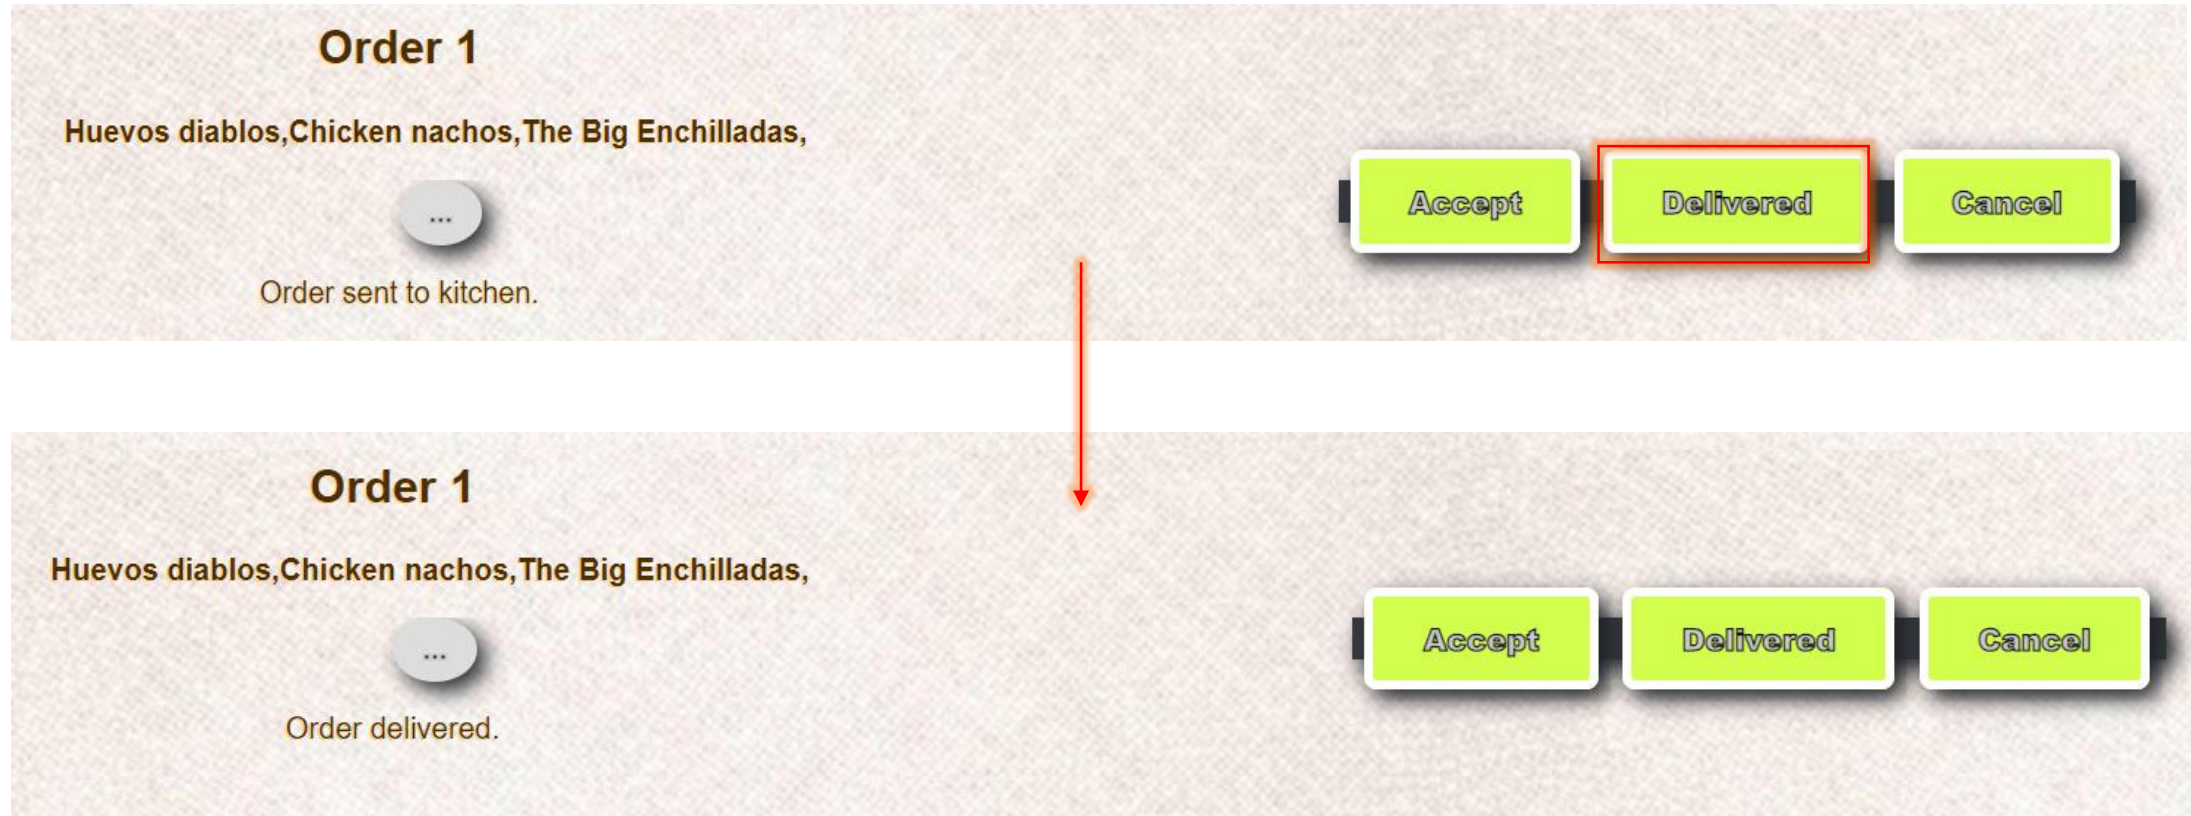 Order 1
Huevos diablos,Chicken nachos,The Big Enchilladas,
...
Accept Delivered Cancel
Order sent to kitchen.
Order 1
Huevos diablos,Chicken nachos,The Big Enchilladas,
...
Accept Delivered Cancel
Order delivered.